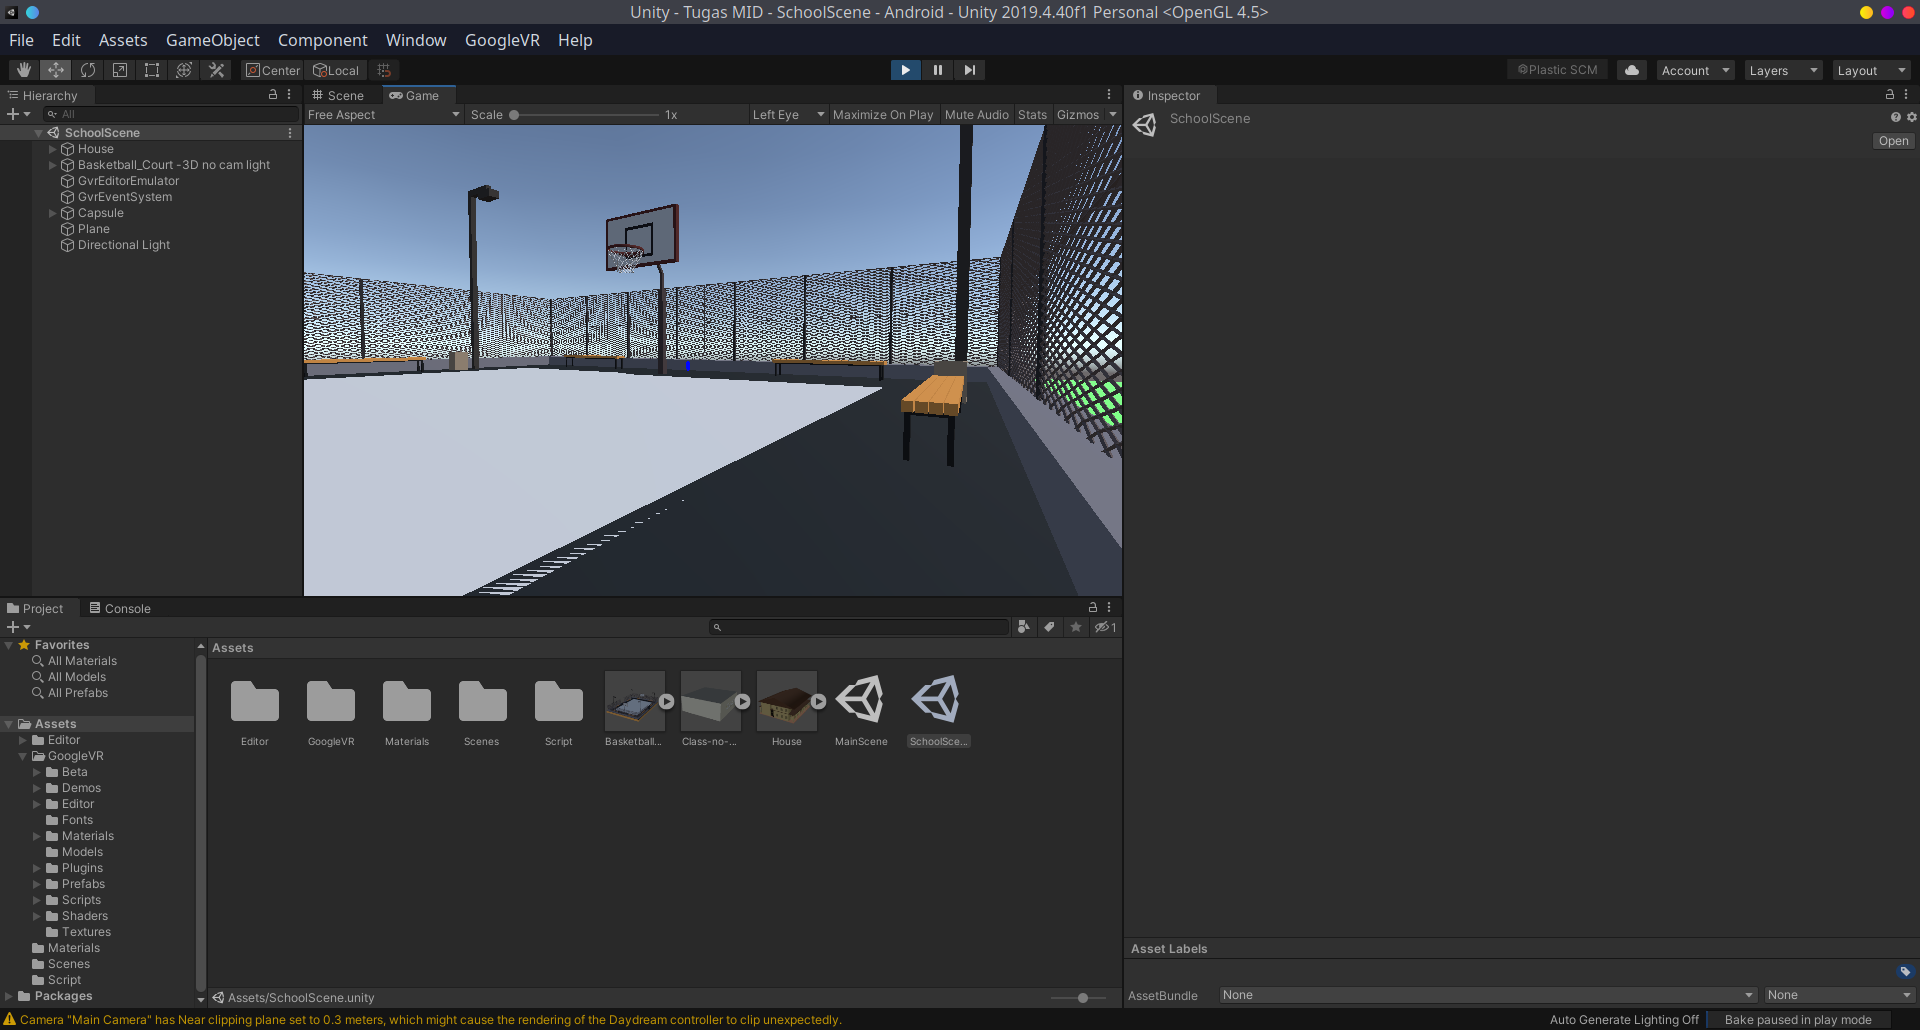 Unity - Tugas MID - SchoolScene - Android - Unity 2019.4.40f1 Personal <OpenGL 4.5>
File Edit Assets GameObject Component Window GoogleVR Help
Center Local Plastic SCM Account Layers Layout
Hierarchy
All
SchoolScene
House
Basketball_Court -3D no cam light
GvrEditorEmulator
GvrEventSystem
Capsule
Plane
Directional Light
Scene Game
Free Aspect Scale 1x Left Eye Maximize On Play Mute Audio Stats Gizmos
Inspector
SchoolScene
Open
Project Console
1
Favorites
All Materials
All Models
All Prefabs
Assets
Editor
GoogleVR
Beta
Demos
Editor
Fonts
Materials
Models
Plugins
Prefabs
Scripts
Shaders
Textures
Materials
Scenes
Script
Packages
Assets
Editor GoogleVR Materials Scenes Script Basketball... Class-no-... House MainScene SchoolSce...
Assets/SchoolScene.unity
Asset Labels
AssetBundle None None
Camera "Main Camera" has Near clipping plane set to 0.3 meters, which might cause the rendering of the Daydream controller to clip unexpectedly.
Auto Generate Lighting Off Bake paused in play mode